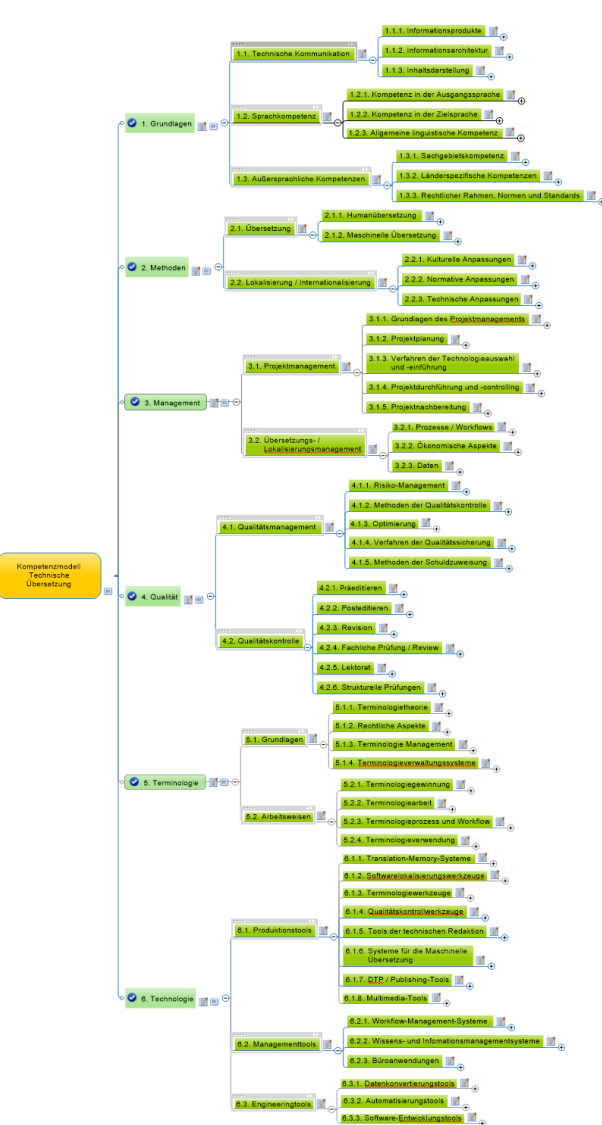 Kompetenzmodell
Technische
Übersetzung
1. Grundlagen
1.1. Technische Kommunikation
1.1.1. Informationsprodukte
1.1.2. Informationsarchitektur
1.1.3. Inhaltsdarstellung
1.2. Sprachkompetenz
1.2.1. Kompetenz in der Ausgangssprache
1.2.2. Kompetenz in der Zielsprache
1.2.3. Allgemeine linguistische Kompetenz
1.3. Außersprachliche Kompetenzen
1.3.1. Sachgebietskompetenz
1.3.2. Länderspezifische Kompetenzen
1.3.3. Rechtlicher Rahmen, Normen und Standards
2. Methoden
2.1. Übersetzung
2.1.1. Humanübersetzung
2.1.2. Maschinelle Übersetzung
2.2. Lokalisierung / Internationalisierung
2.2.1. Kulturelle Anpassungen
2.2.2. Normative Anpassungen
2.2.3. Technische Anpassungen
3. Management
3.1. Projektmanagement
3.1.1. Grundlagen des Projektmanagements
3.1.2. Projektplanung
3.1.3. Verfahren der Technologieauswahl
und -einführung
3.1.4. Projektdurchführung und -controlling
3.1.5. Projektnachbereitung
3.2. Übersetzungs- /
Lokalisierungsmanagement
3.2.1. Prozesse / Workflows
3.2.2. Ökonomische Aspekte
3.2.3. Daten
4. Qualität
4.1. Qualitätsmanagement
4.1.1. Risiko-Management
4.1.2. Methoden der Qualitätskontrolle
4.1.3. Optimierung
4.1.4. Verfahren der Qualitätssicherung
4.1.5. Methoden der Schuldzuweisung
4.2. Qualitätskontrolle
4.2.1. Präeditieren
4.2.2. Posteditieren
4.2.3. Revision
4.2.4. Fachliche Prüfung / Review
4.2.5. Lektorat
4.2.6. Strukturelle Prüfungen
5. Terminologie
5.1. Grundlagen
5.1.1. Terminologietheorie
5.1.2. Rechtliche Aspekte
5.1.3. Terminologie Management
5.1.4. Terminologieverwaltungssysteme
5.2. Arbeitsweisen
5.2.1. Terminologiegewinnung
5.2.2. Terminologiearbeit
5.2.3. Terminologieprozess und Workflow
5.2.4. Terminologieverwendung
6. Technologie
6.1. Produktionstools
6.1.1. Translation-Memory-Systeme
6.1.2. Softwarelokalisierungswerkzeuge
6.1.3. Terminologiewerkzeuge
6.1.4. Qualitätskontrollwerkzeuge
6.1.5. Tools der technischen Redaktion
6.1.6. Systeme für die Maschinelle
Übersetzung
6.1.7. DTP / Publishing-Tools
6.1.8. Multimedia-Tools
6.2. Managementtools
6.2.1. Workflow-Management-Systeme
6.2.2. Wissens- und Infomationsmanagementsysteme
6.2.3. Büroanwendungen
6.3. Engineeringtools
6.3.1. Datenkonvertierungstools
6.3.2. Automatisierungstools
6.3.3. Software-Entwicklungstools